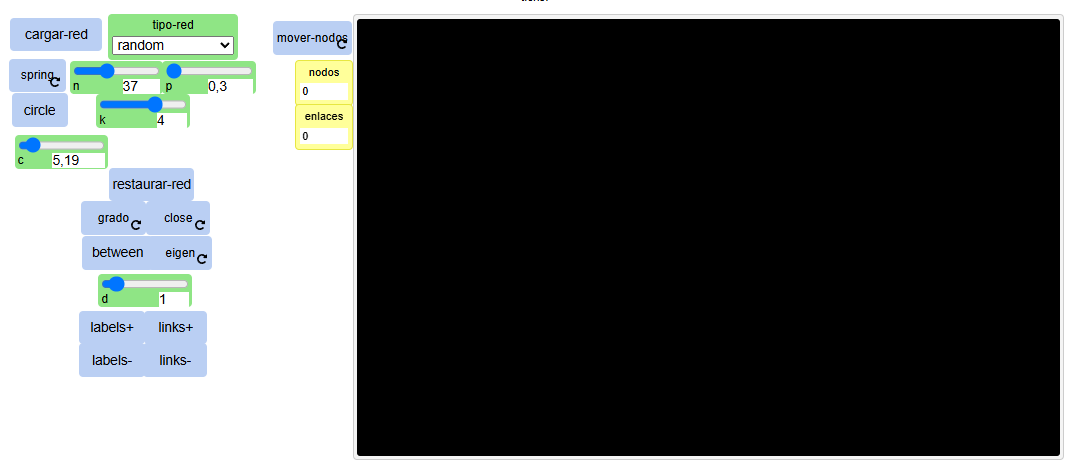 cargar-red
tipo-red
random
mover-nodos
spring
n 37
p 0,3
nodos
0
circle
k 4
enlaces
0
c 5,19
restaurar-red
grado
close
between
eigen
d 1
labels+
links+
labels-
links-